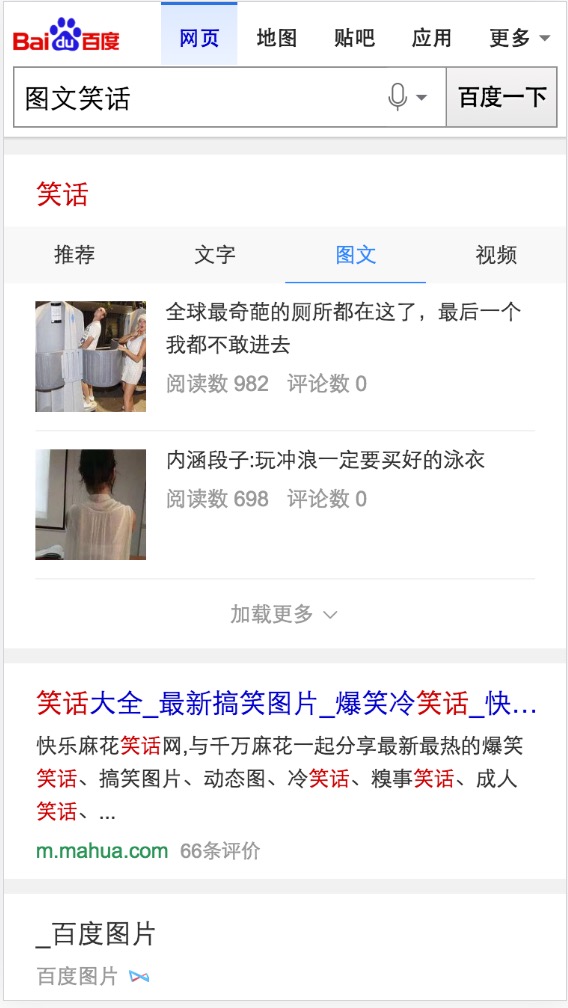 Bai du 百度
网页 地图 贴吧 应用 更多
图文笑话 百度一下
笑话
推荐 文字 图文 视频
全球最奇葩的厕所都在这了，最后一个
我都不敢进去
阅读数 982 评论数 0
内涵段子:玩冲浪一定要买好的泳衣
阅读数 698 评论数 0
加载更多
笑话大全_最新搞笑图片_爆笑冷笑话_快...
快乐麻花笑话网,与千万麻花一起分享最新最热的爆笑
笑话、搞笑图片、动态图、冷笑话、糗事笑话、成人
笑话、...
m.mahua.com 66条评价
_百度图片
百度图片